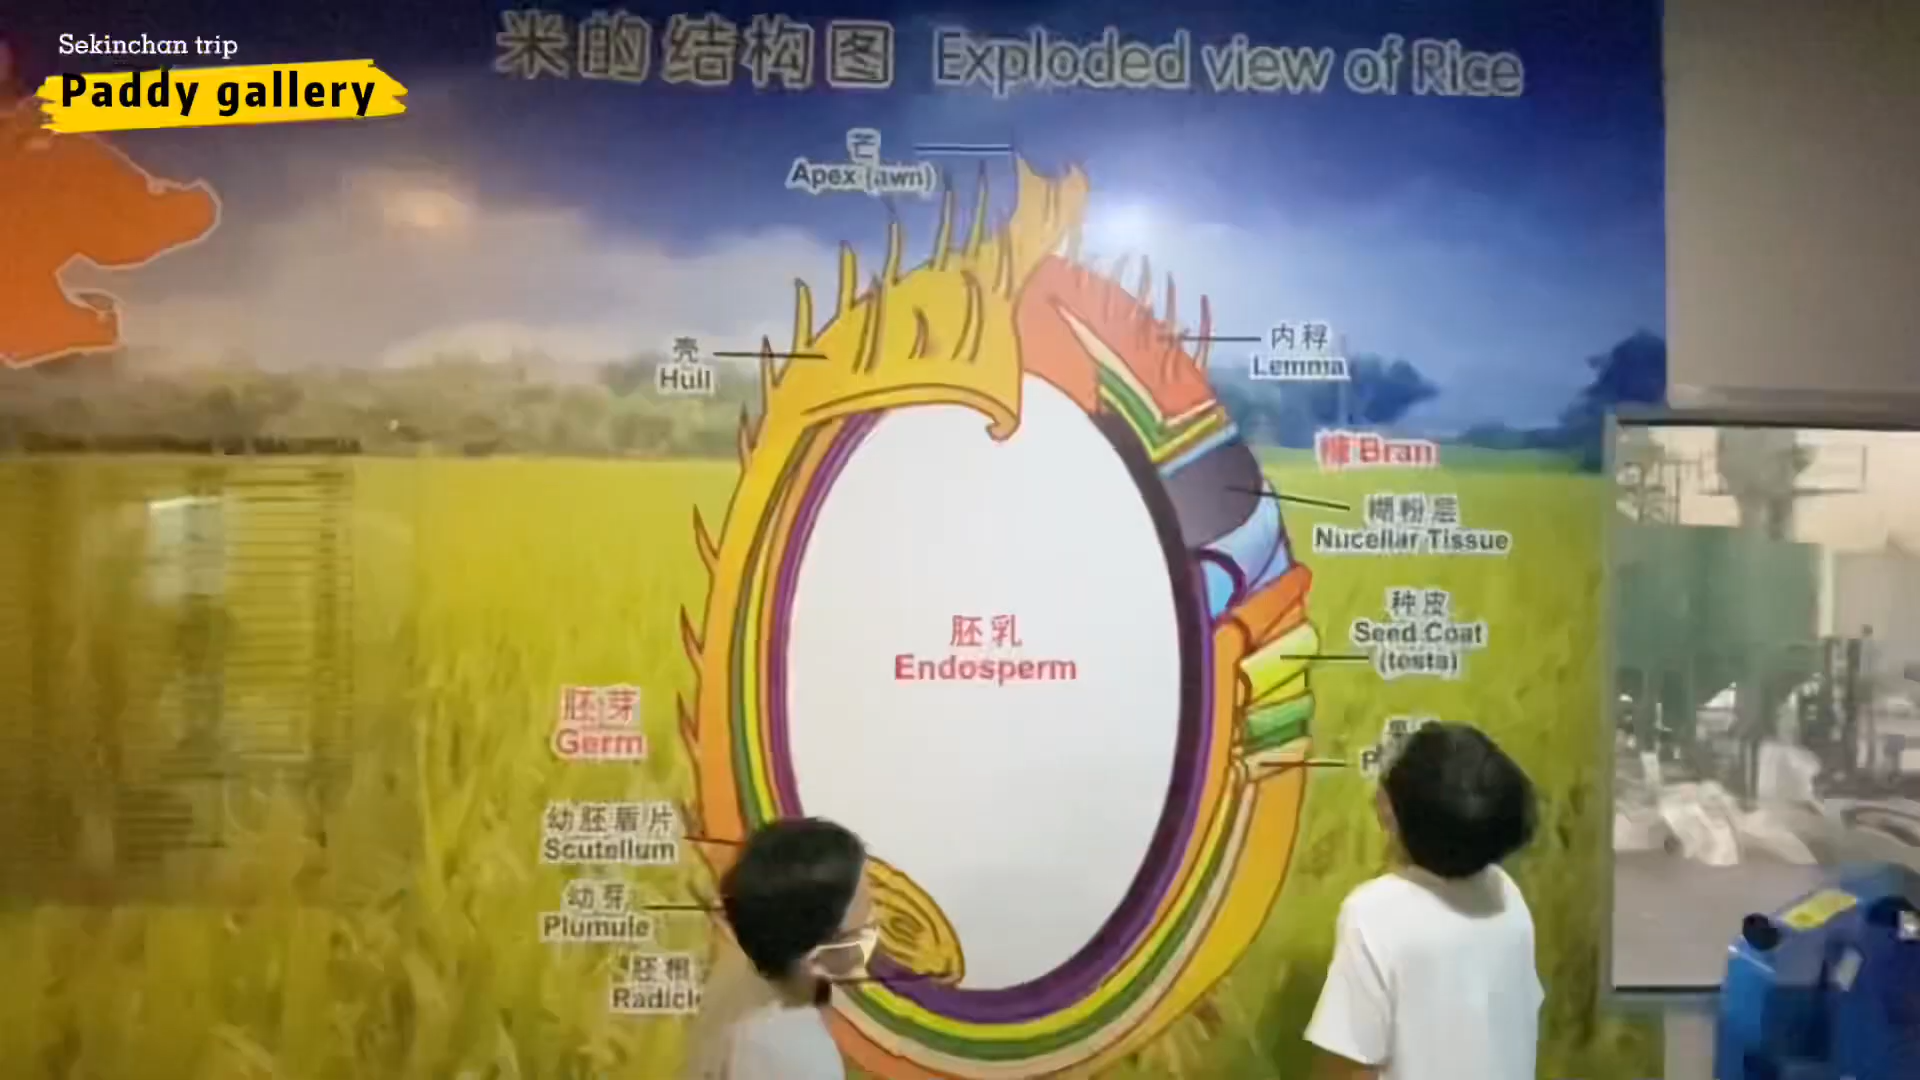 Sekinchan trip
Paddy gallery
米的结构图 Exploded view of Rice
芒
Apex (awn)
壳
Hull
内稃
Lemma
糠 Bran
糊粉层
Nucellar Tissue
种皮
Seed Coat
(testa)
胚乳
Endosperm
胚芽
Germ
幼胚盾片
Scutellum
幼芽
Plumule
胚根